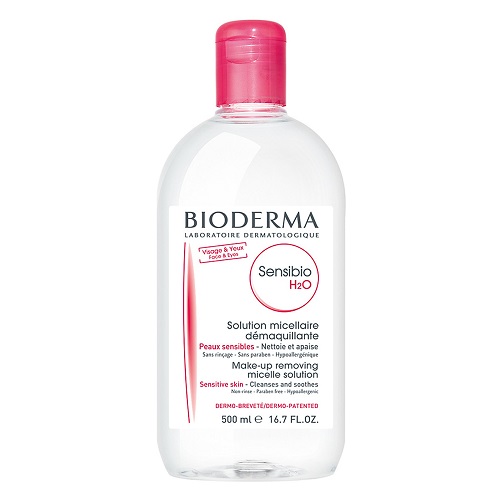 BIODERMA
LABORATOIRE DERMATOLOGIQUE
Visage & Yeux
Face & Eyes
Sensibio
H2O
Solution micellaire
démaquillante
Peaux sensibles - Nettoie et apaise
Sans rinçage - Sans paraben - Hypoallergénique
Make-up removing
micelle solution
Sensitive skin - Cleanses and soothes
Non-rinse - Paraben free - Hypoallergenic
DERMO-BREVETÉ/DERMO-PATENTED
500 ml e 16.7 FL.OZ.